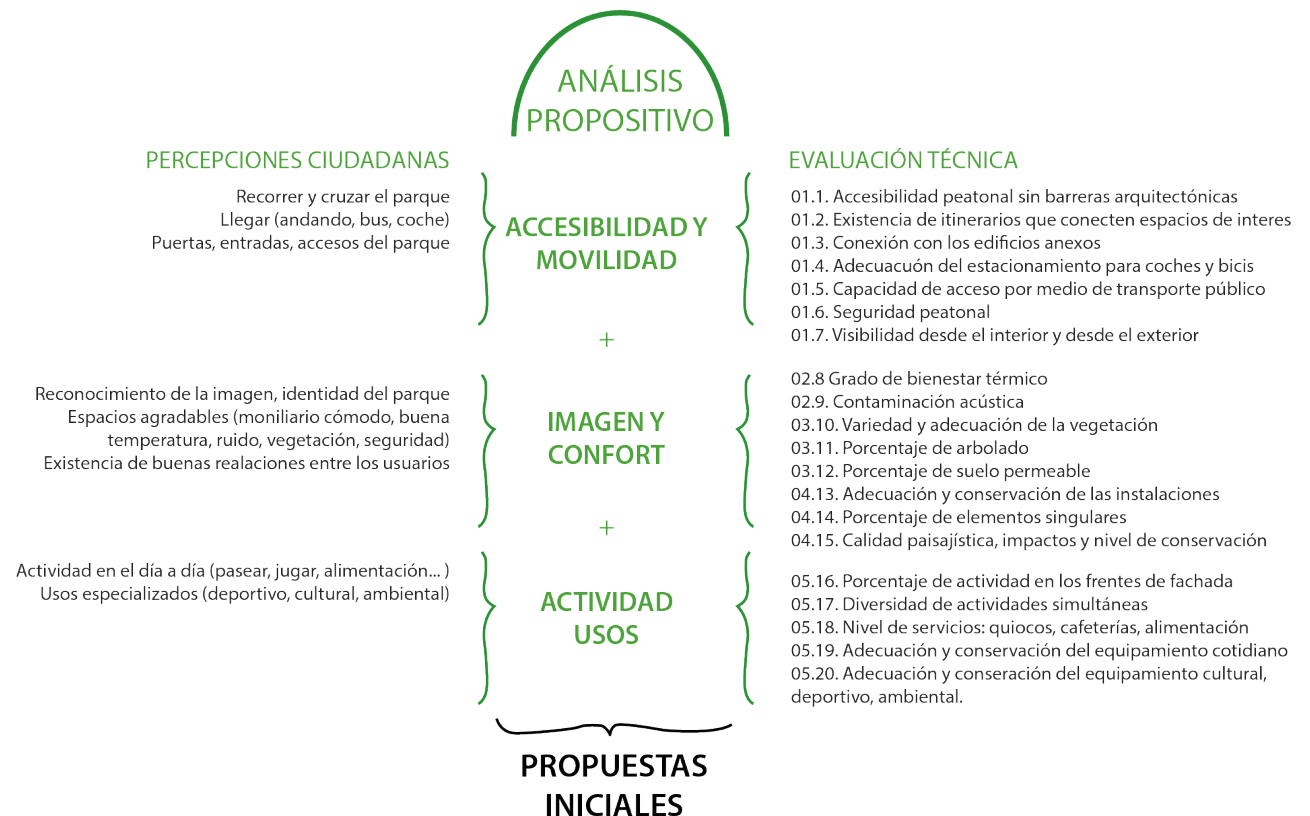 ANÁLISIS
PROPOSITIVO
PERCEPCIONES CIUDADANAS
Recorrer y cruzar el parque
Llegar (andando, bus, coche)
Puertas, entradas, accesos del parque
ACCESIBILIDAD Y
MOVILIDAD
EVALUACIÓN TÉCNICA
01.1. Accesibilidad peatonal sin barreras arquitectónicas
01.2. Existencia de itinerarios que conecten espacios de interes
01.3. Conexión con los edificios anexos
01.4. Adecuacuón del estacionamiento para coches y bicis
01.5. Capacidad de acceso por medio de transporte público
01.6. Seguridad peatonal
01.7. Visibilidad desde el interior y desde el exterior
+
Reconocimiento de la imagen, identidad del parque
Espacios agradables (moniliario cómodo, buena
temperatura, ruido, vegetación, seguridad)
Existencia de buenas realaciones entre los usuarios
IMAGEN Y
CONFORT
02.8 Grado de bienestar térmico
02.9. Contaminación acústica
03.10. Variedad y adecuación de la vegetación
03.11. Porcentaje de arbolado
03.12. Porcentaje de suelo permeable
04.13. Adecuación y conservación de las instalaciones
04.14. Porcentaje de elementos singulares
04.15. Calidad paisajística, impactos y nivel de conservación
+
Actividad en el día a día (pasear, jugar, alimentación... )
Usos especializados (deportivo, cultural, ambiental)
ACTIVIDAD
USOS
05.16. Porcentaje de actividad en los frentes de fachada
05.17. Diversidad de actividades simultáneas
05.18. Nivel de servicios: quiocos, cafeterías, alimentación
05.19. Adecuación y conservación del equipamiento cotidiano
05.20. Adecuación y conseración del equipamiento cultural,
deportivo, ambiental.
PROPUESTAS
INICIALES